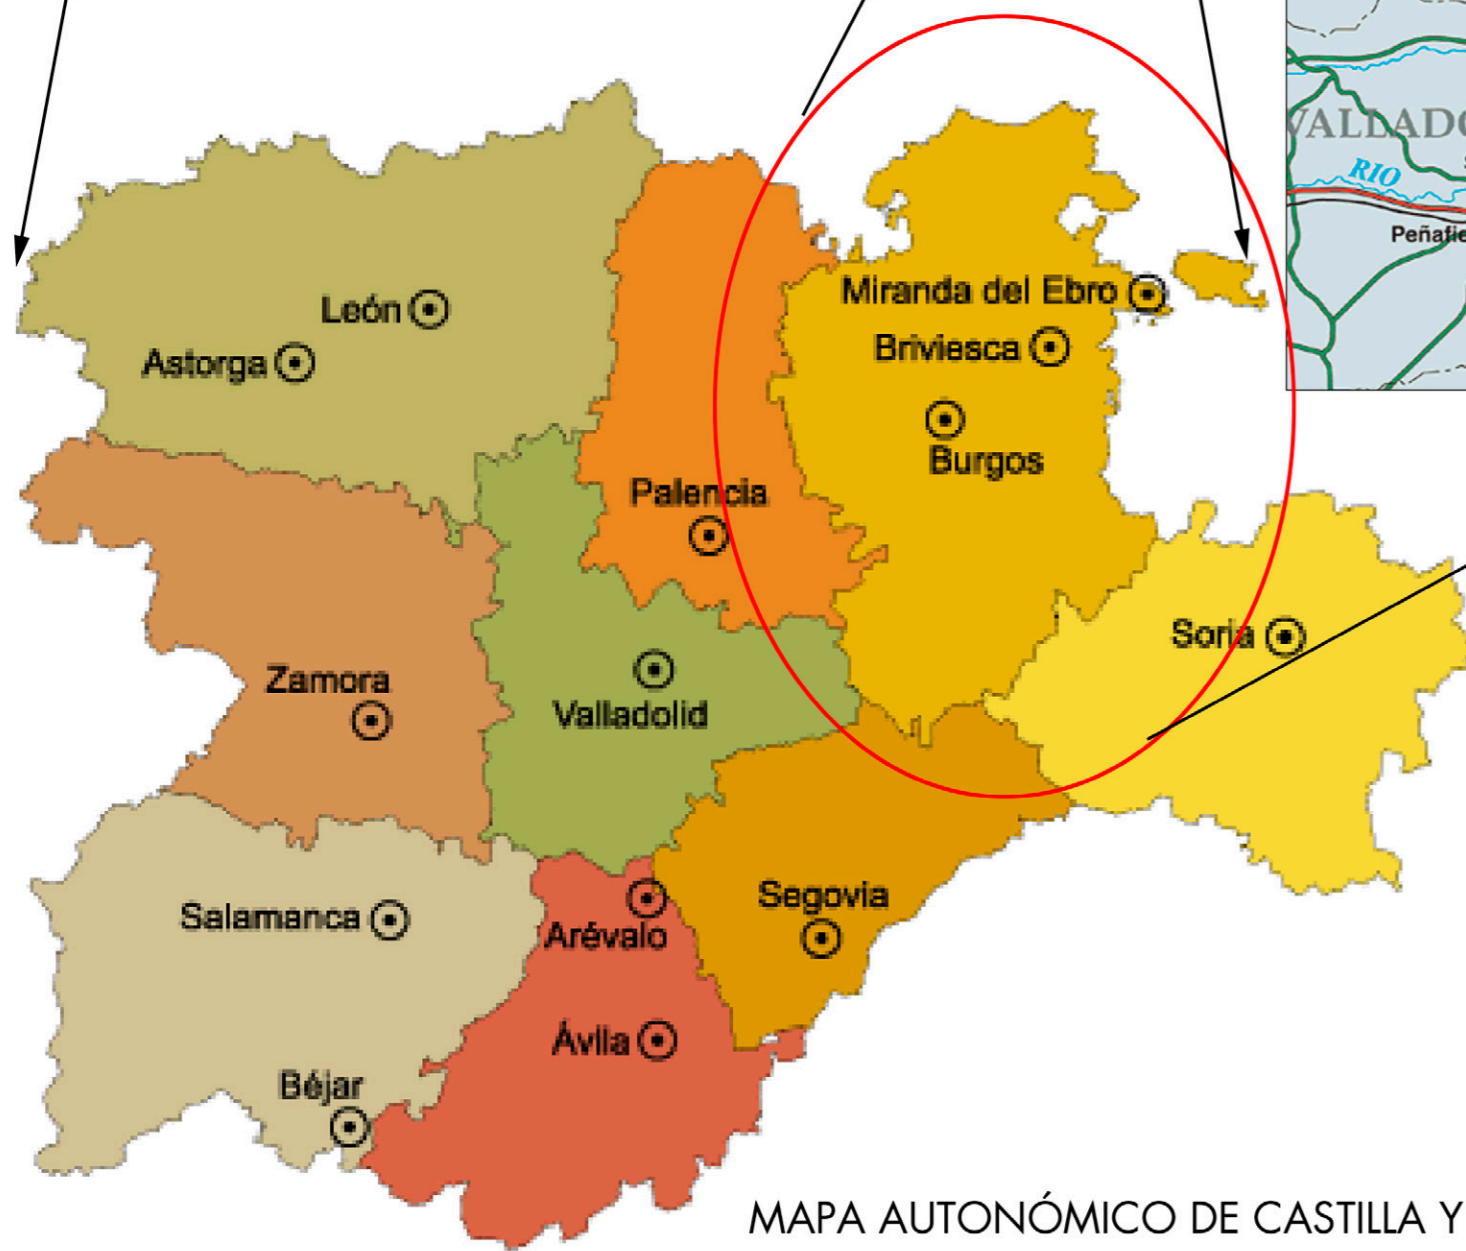 VALLADO
RIO
Peñafie
León
Astorga
Miranda del Ebro
Briviesca
Burgos
Palencia
Soria
Zamora
Valladolid
Salamanca
Arévalo
Segovia
Ávila
Béjar
MAPA AUTONÓMICO DE CASTILLA Y